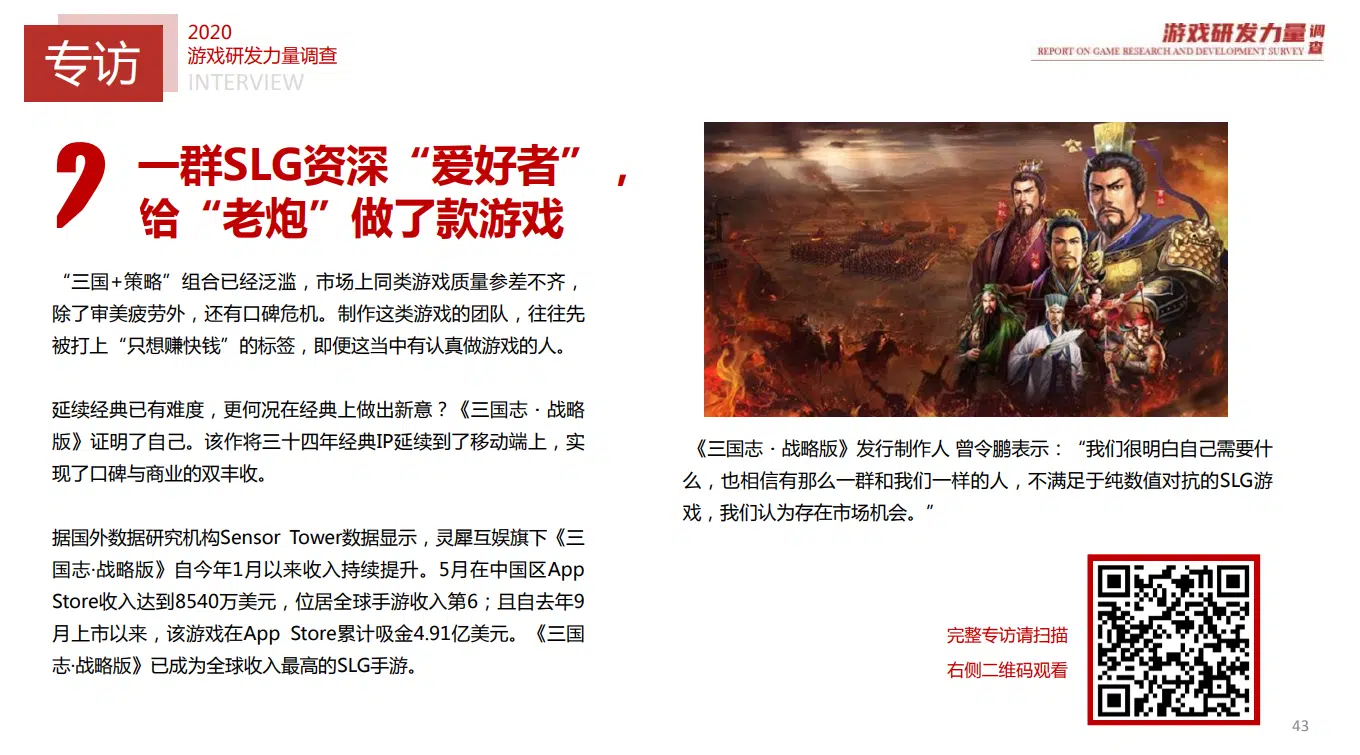 专访
2020
游戏研发力量调查
INTERVIEW
游戏研发力量调查
REPORT ON GAME RESEARCH AND DEVELOPMENT SURVEY
一群SLG资深“爱好者”，
给“老炮”做了款游戏
“三国+策略”组合已经泛滥，市场上同类游戏质量参差不齐，
除了审美疲劳外，还有口碑危机。制作这类游戏的团队，往往先
被打上“只想赚快钱”的标签，即便这当中有认真做游戏的人。
延续经典已有难度，更何况在经典上做出新意？《三国志·战略
版》证明了自己。该作将三十四年经典IP延续到了移动端上，实
现了口碑与商业的双丰收。
据国外数据研究机构Sensor Tower数据显示，灵犀互娱旗下《三
国志·战略版》自今年1月以来收入持续提升。5月在中国区App
Store收入达到8540万美元，位居全球手游收入第6；且自去年9
月上市以来，该游戏在App Store累计吸金4.91亿美元。《三国
志·战略版》已成为全球收入最高的SLG手游。
《三国志·战略版》发行制作人 曾令鹏表示：“我们很明白自己需要什
么，也相信有那么一群和我们一样的人，不满足于纯数值对抗的SLG游
戏，我们认为存在市场机会。”
完整专访请扫描
右侧二维码观看
43